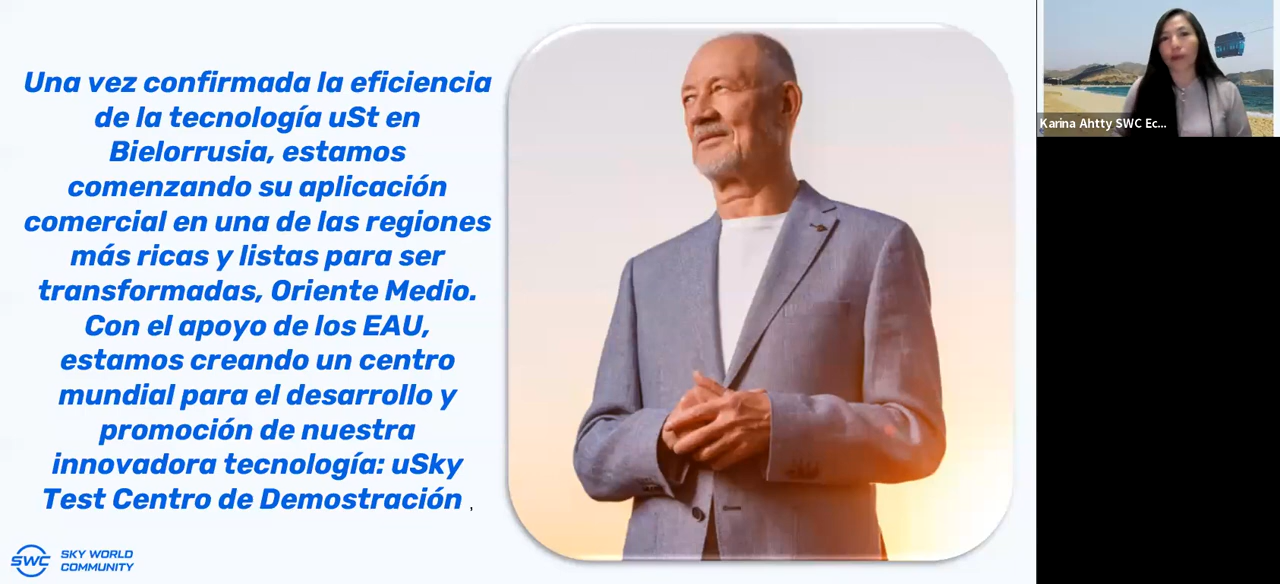 Una vez confirmada la eficiencia
de la tecnología uSt en
Bielorrusia, estamos
comenzando su aplicación
comercial en una de las regiones
más ricas y listas para ser
transformadas, Oriente Medio.
Con el apoyo de los EAU,
estamos creando un centro
mundial para el desarrollo y
promoción de nuestra
innovadora tecnología: uSky
Test Centro de Demostración ,
SWC SKY WORLD
COMMUNITY
Karina Ahtty SWC Ec...